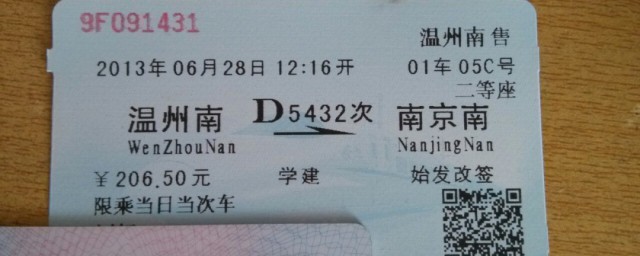 9F091431
温州南售
2013年06月28日12:16开 01车05C号
二等座
温州南 D5432次 南京南
WenZhouNan NanjingNan
￥206.50元 学建 始发改签
限乘当日当次车